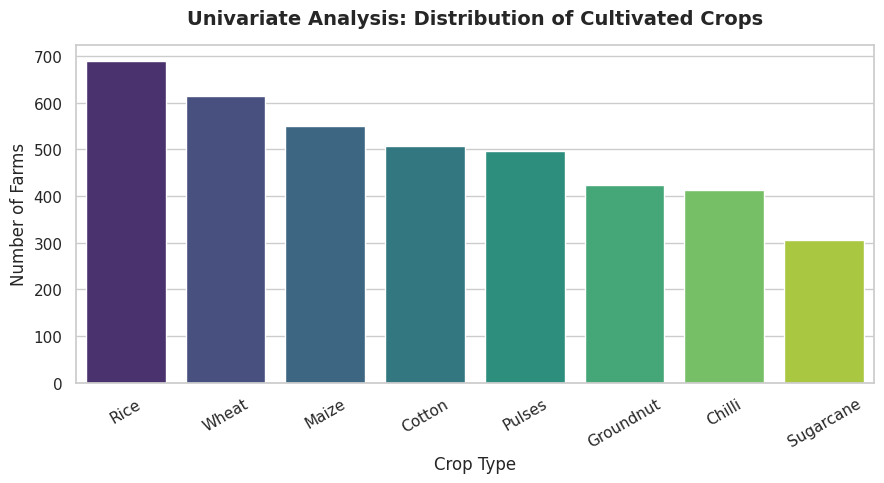 Univariate Analysis: Distribution of Cultivated Crops
700
600
500
400
300
200
100
0
Number of Farms
Rice
Wheat
Maize
Cotton
Pulses
Groundnut
Chilli
Sugarcane
Crop Type